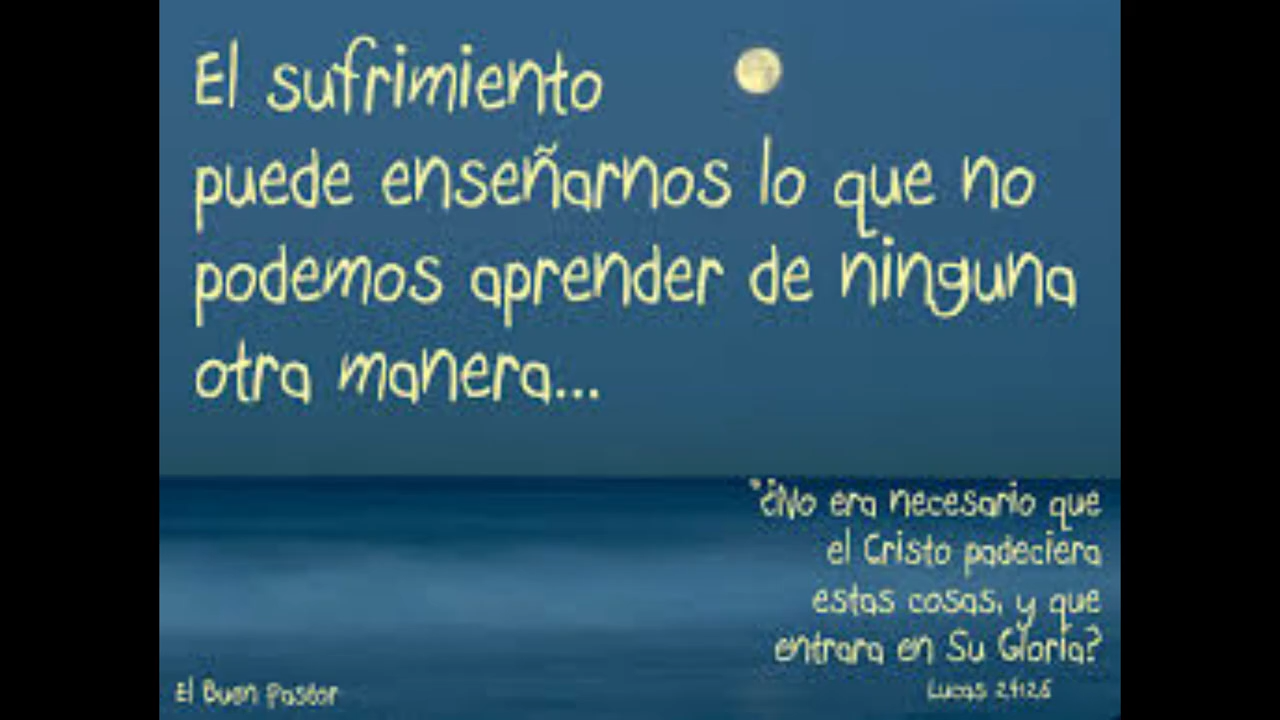 El sufrimiento
puede enseñarnos lo que no
podemos aprender de ninguna
otra manera...
"¿No era necesario que
el Cristo padeciera
estas cosas, y que
entrara en Su Gloria?
Lucas 24:26
El Buen Pastor